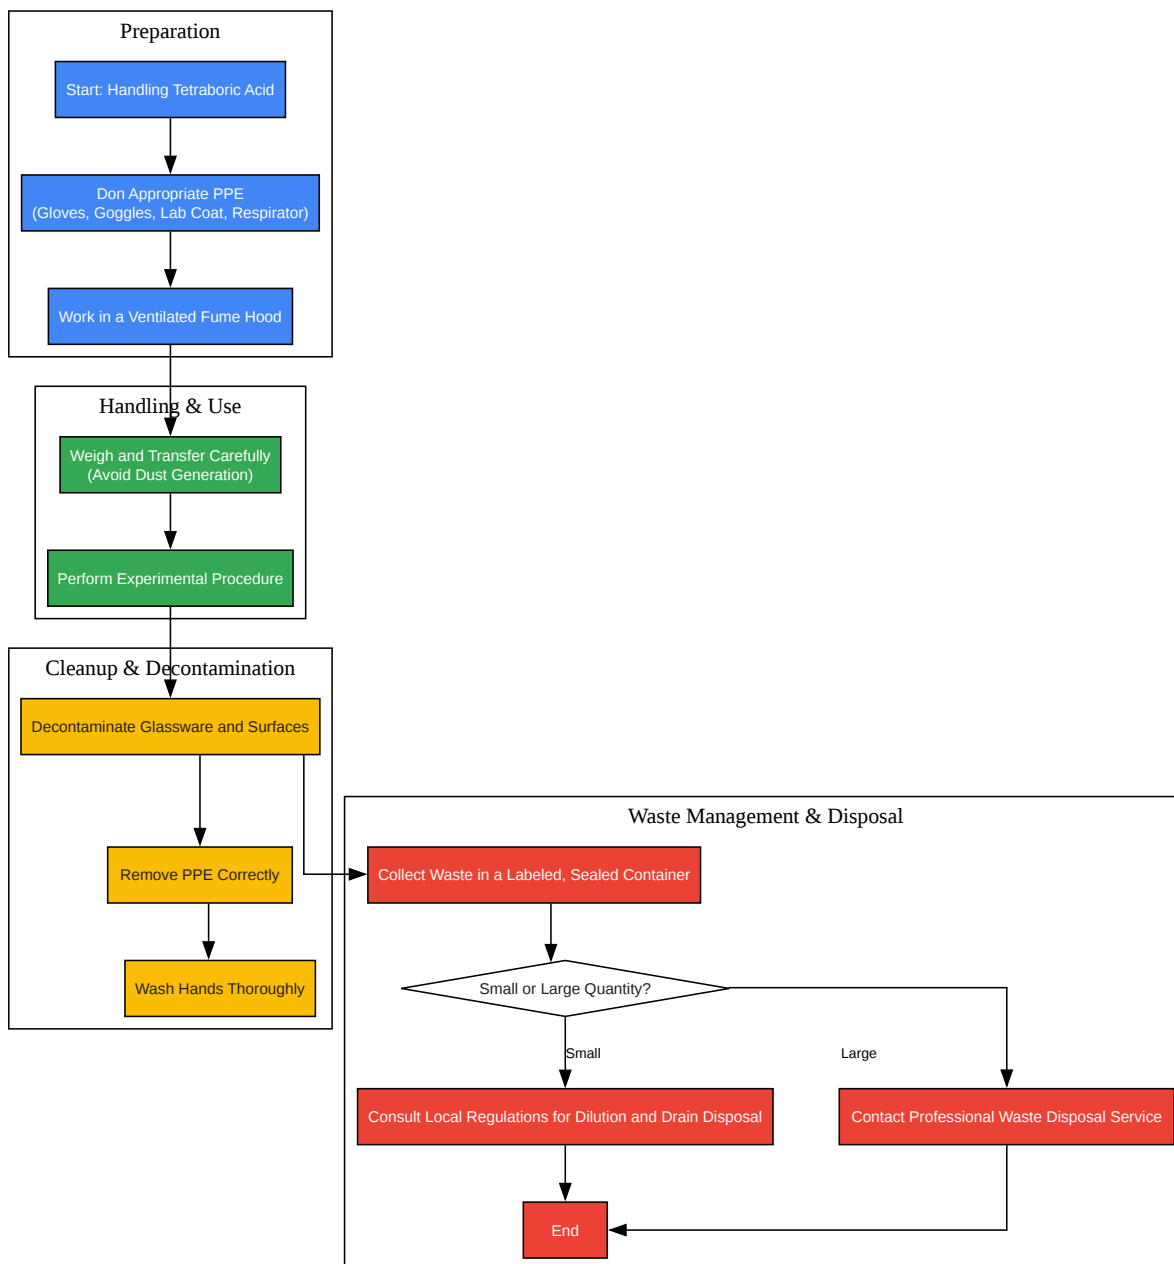 Preparation
Start: Handling Tetraboric Acid
Don Appropriate PPE
(Gloves, Goggles, Lab Coat, Respirator)
Work in a Ventilated Fume Hood
Handling & Use
Weigh and Transfer Carefully
(Avoid Dust Generation)
Perform Experimental Procedure
Cleanup & Decontamination
Decontaminate Glassware and Surfaces
Remove PPE Correctly
Wash Hands Thoroughly
Waste Management & Disposal
Collect Waste in a Labeled, Sealed Container
Small or Large Quantity?
Small
Large
Consult Local Regulations for Dilution and Drain Disposal
Contact Professional Waste Disposal Service
End